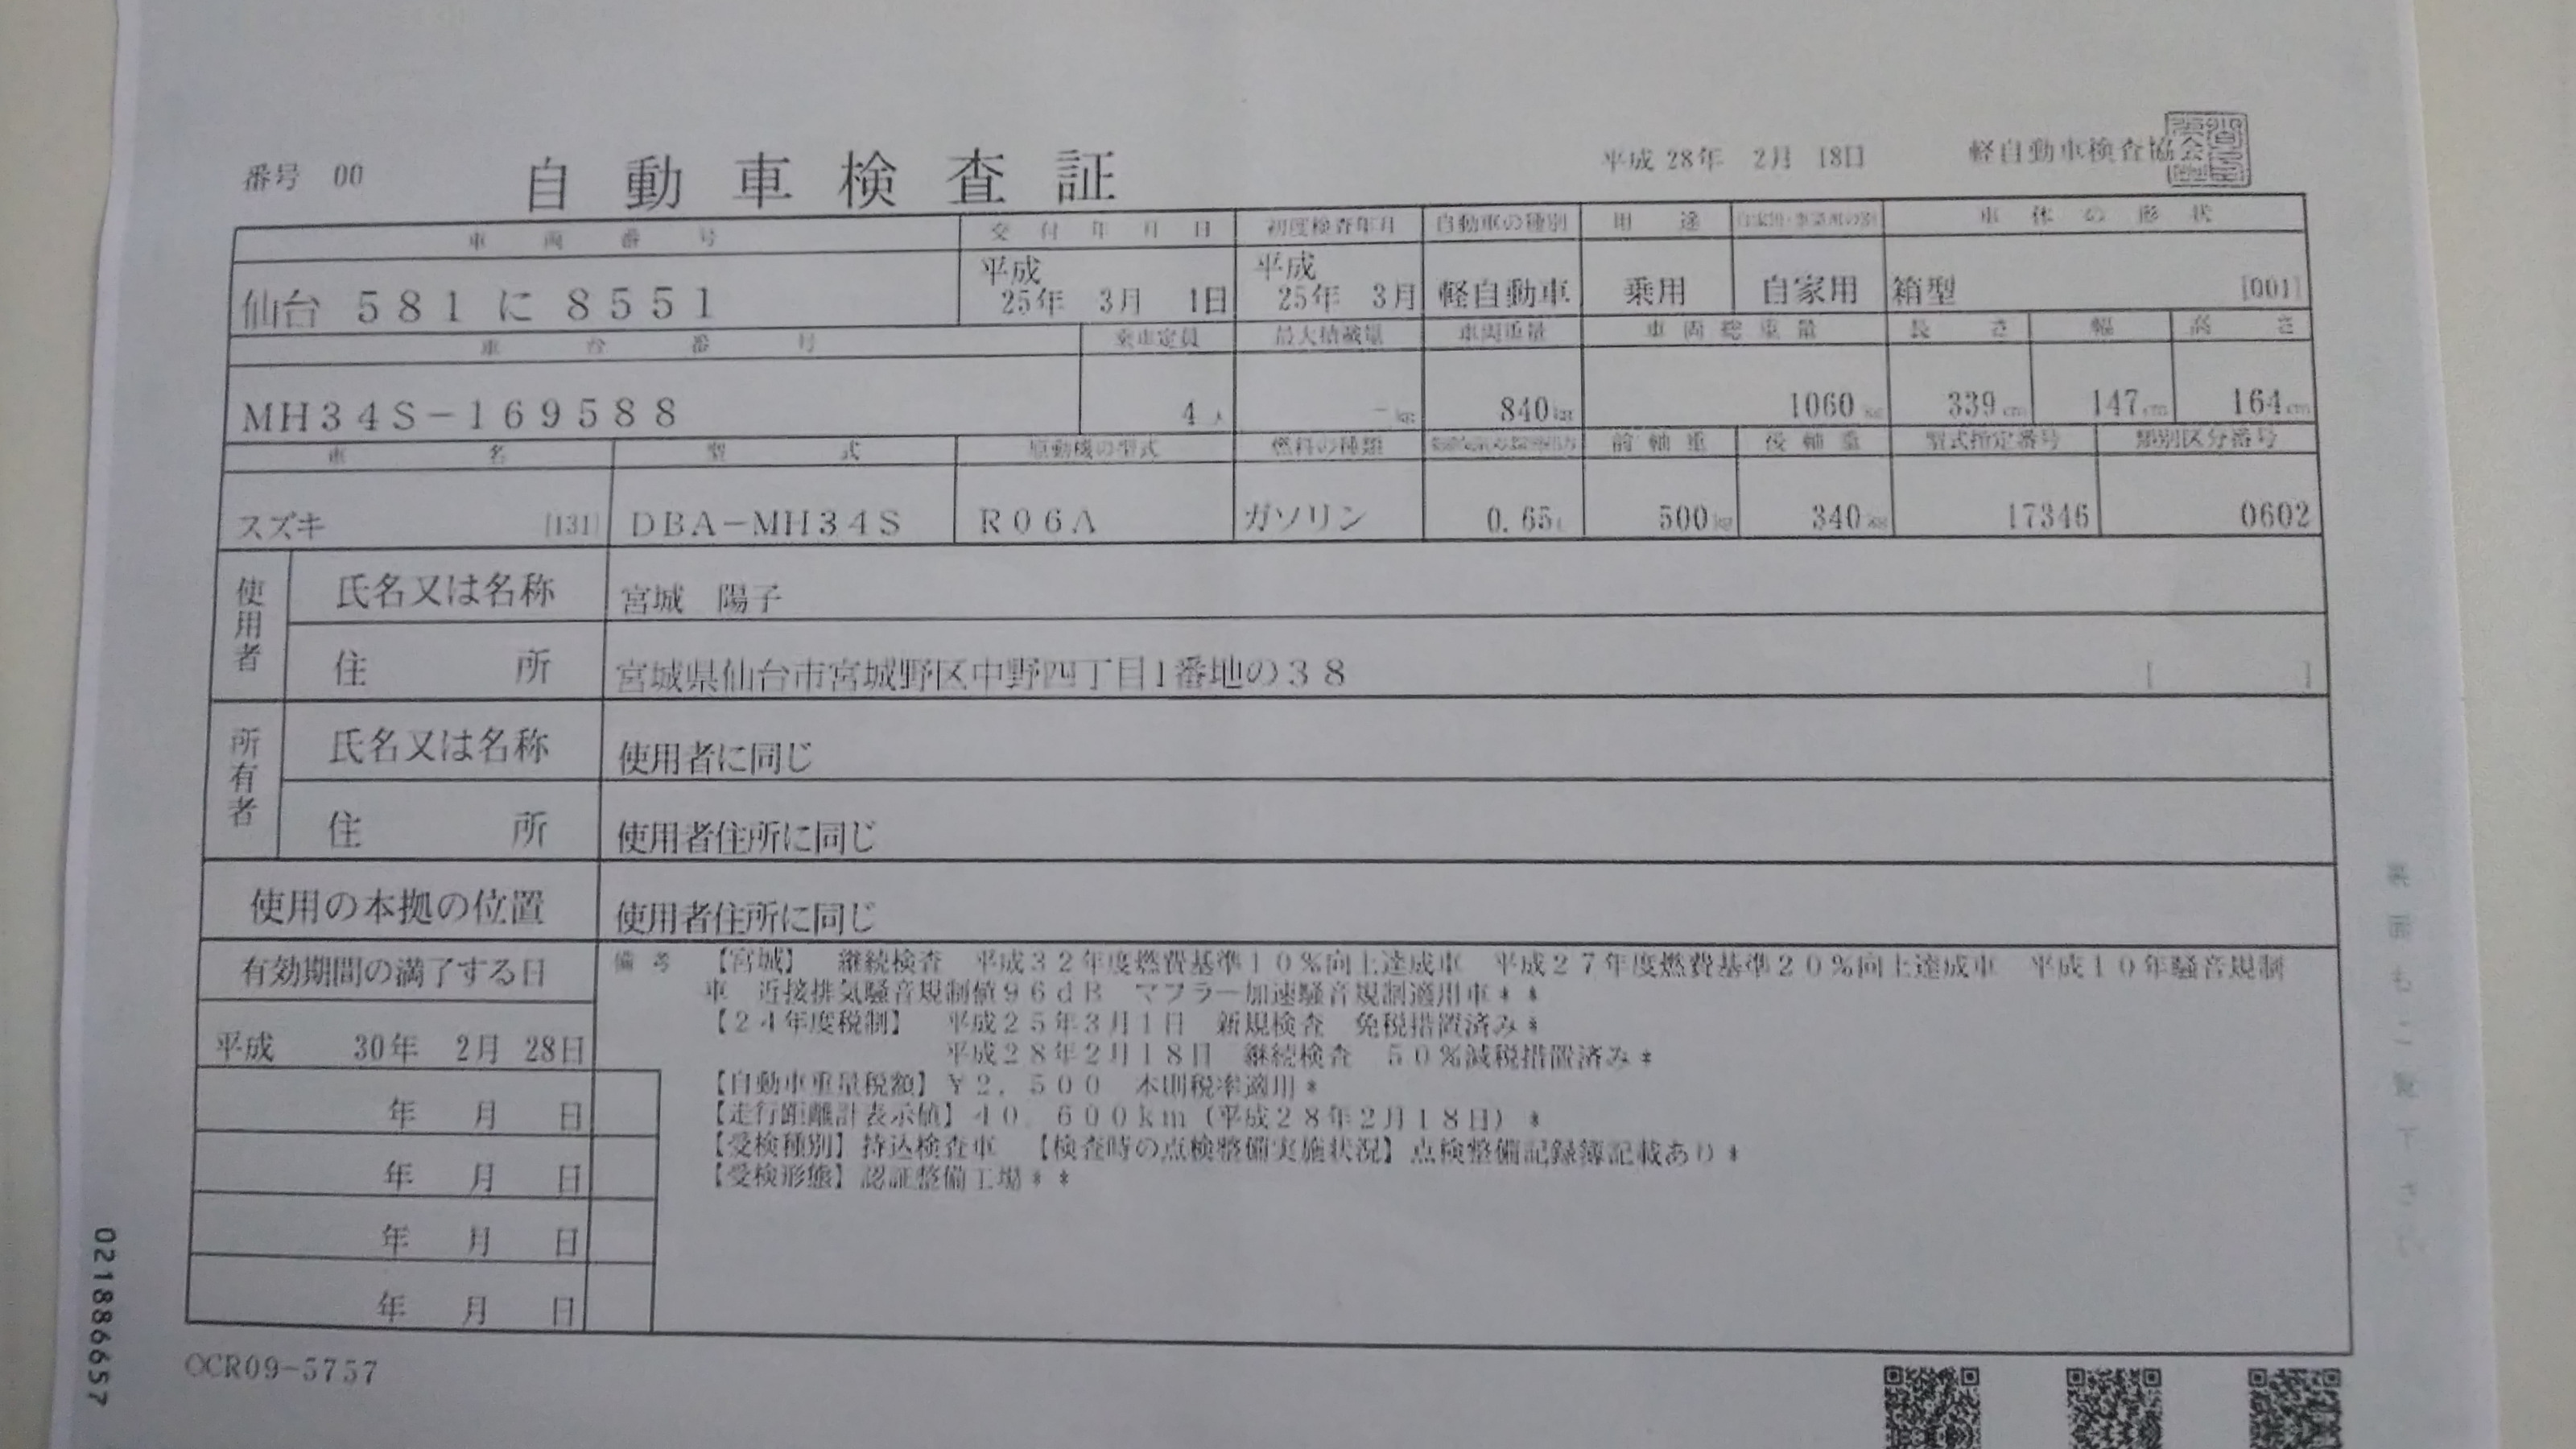 番号 00
自動車検査証
平成 28年 2月 18日
軽自動車検査協会
車両番号 交付年月日 初度検査年月 自動車の種別 用途 自家用・事業用の別 車体の形状
仙台 581 に 8551 平成 25年 3月 1日 平成 25年 3月 軽自動車 乗用 自家用 箱型 [001]
車台番号 乗車定員 最大積載量 車両重量 車両総重量 長さ 幅 高さ
MH34S-169588 4人 -kg 840kg 1060kg 339cm 147cm 164cm
車名 型式 原動機の型式 燃料の種類 前軸重 後軸重 型式指定番号 類別区分番号
スズキ [131] DBA-MH34S R06A ガソリン 0.65L 500kg 340kg 17346 0602
使用者
氏名又は名称 宮城 陽子
住所 宮城県仙台市宮城野区中野四丁目1番地の38 [ ]
所有者
氏名又は名称 使用者に同じ
住所 使用者住所に同じ
使用の本拠の位置 使用者住所に同じ
有効期間の満了する日
平成 30年 2月 28日
年 月 日
年 月 日
年 月 日
年 月 日
備考 【宮城】 継続検査 平成32年度燃費基準10%向上達成車 平成27年度燃費基準20%向上達成車 平成10年騒音規制
車 近接排気騒音規制値96dB マフラー加速騒音規制適用車**
【24年度税制】 平成25年3月1日 新規検査 免税措置済み*
平成28年2月18日 継続検査 50%減税措置済み*
【自動車重量税額】¥2,500 本則税率適用*
【走行距離計表示値】40,600km(平成28年2月18日)*
【受検種別】持込検査車 【検査時の点検整備実施状況】点検整備記録簿記載あり*
【受検形態】認証整備工場**
OCR09-5757
021886657